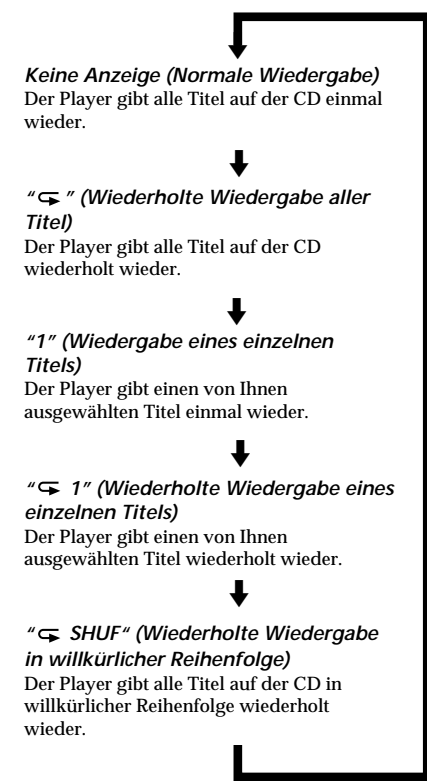 Keine Anzeige (Normale Wiedergabe)
Der Player gibt alle Titel auf der CD einmal
wieder.
“ ” (Wiederholte Wiedergabe aller
Titel)
Der Player gibt alle Titel auf der CD
wiederholt wieder.
“1” (Wiedergabe eines einzelnen
Titels)
Der Player gibt einen von Ihnen
ausgewählten Titel einmal wieder.
“ 1” (Wiederholte Wiedergabe eines
einzelnen Titels)
Der Player gibt einen von Ihnen
ausgewählten Titel wiederholt wieder.
“ SHUF“ (Wiederholte Wiedergabe
in willkürlicher Reihenfolge)
Der Player gibt alle Titel auf der CD in
willkürlicher Reihenfolge wiederholt
wieder.